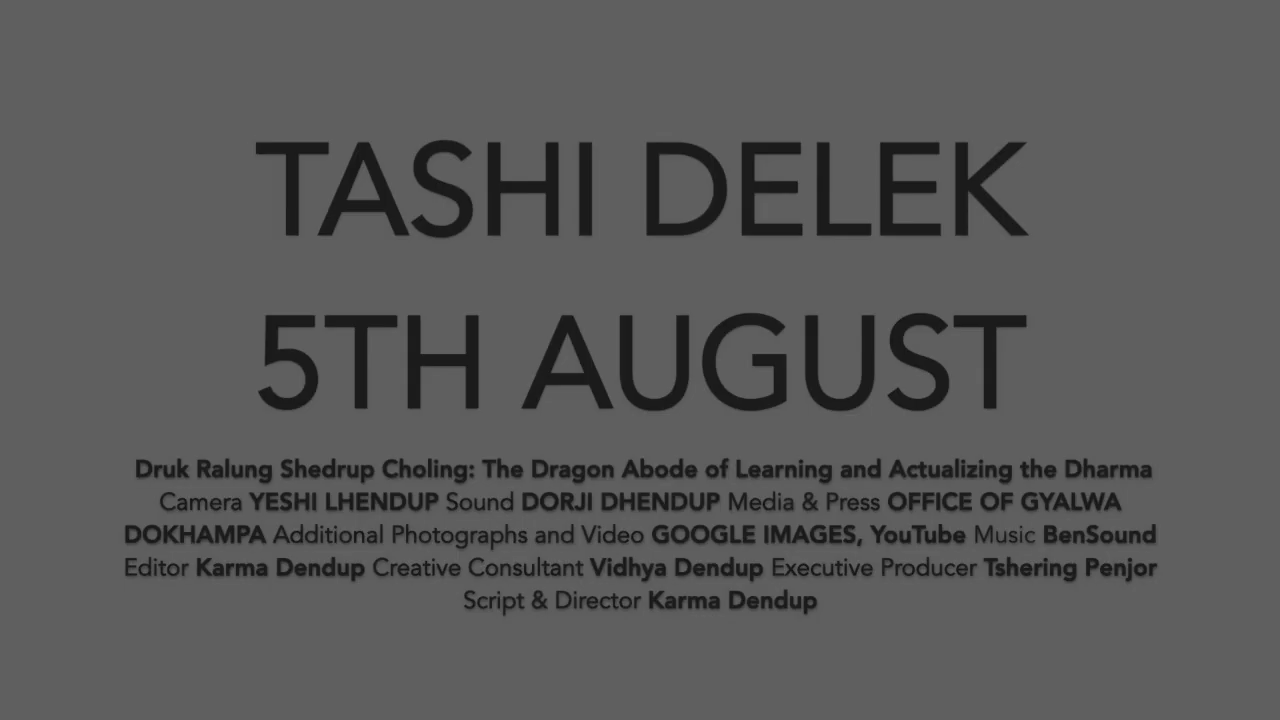 TASHI DELEK
5TH AUGUST
Druk Ralung Shedrup Choling: The Dragon Abode of Learning and Actualizing the Dharma
Camera YESHI LHENDUP Sound DORJI DHENDUP Media & Press OFFICE OF GYALWA
DOKHAMPA Additional Photographs and Video GOOGLE IMAGES, YouTube Music BenSound
Editor Karma Dendup Creative Consultant Vidhya Dendup Executive Producer Tshering Penjor
Script & Director Karma Dendup